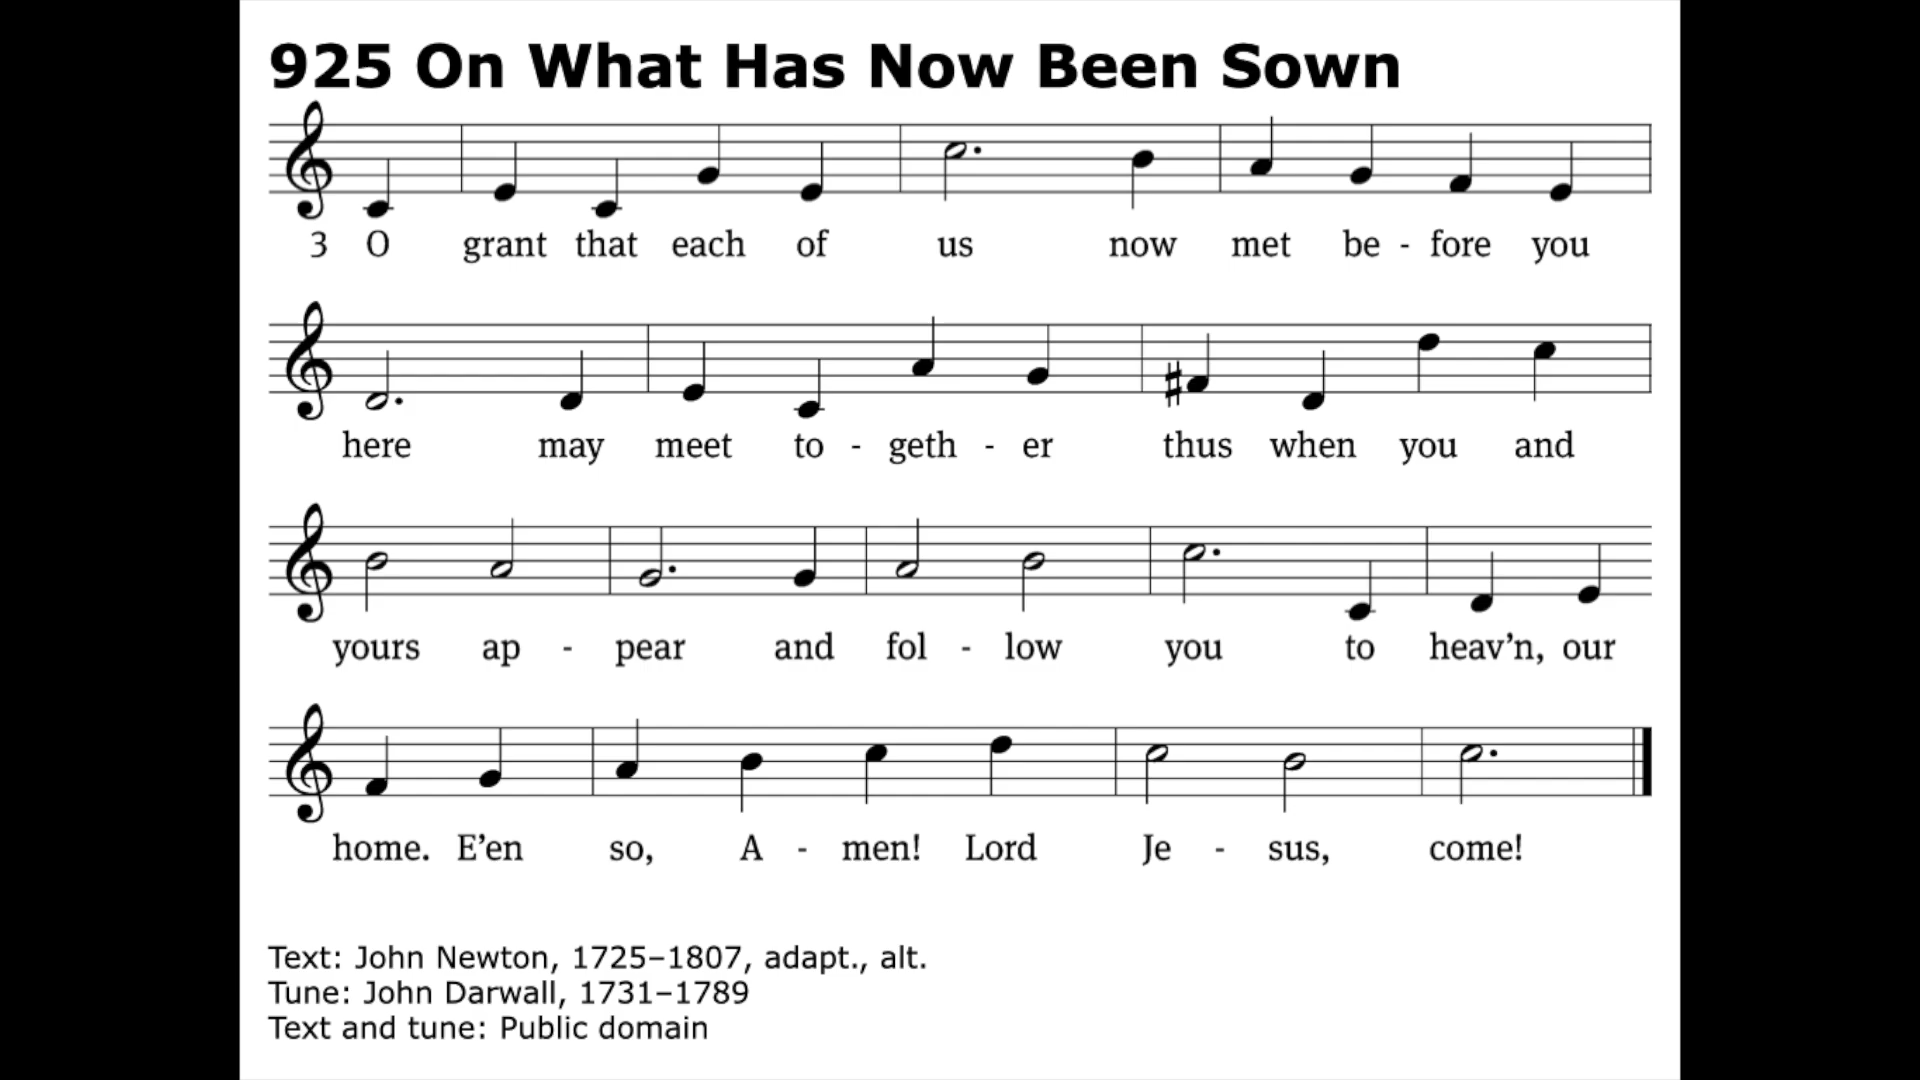 925 On What Has Now Been Sown
3 O grant that each of us now met be - fore you
here may meet to - geth - er thus when you and
yours ap - pear and fol - low you to heav’n, our
home. E’en so, A - men! Lord Je - sus, come!
Text: John Newton, 1725–1807, adapt., alt.
Tune: John Darwall, 1731–1789
Text and tune: Public domain